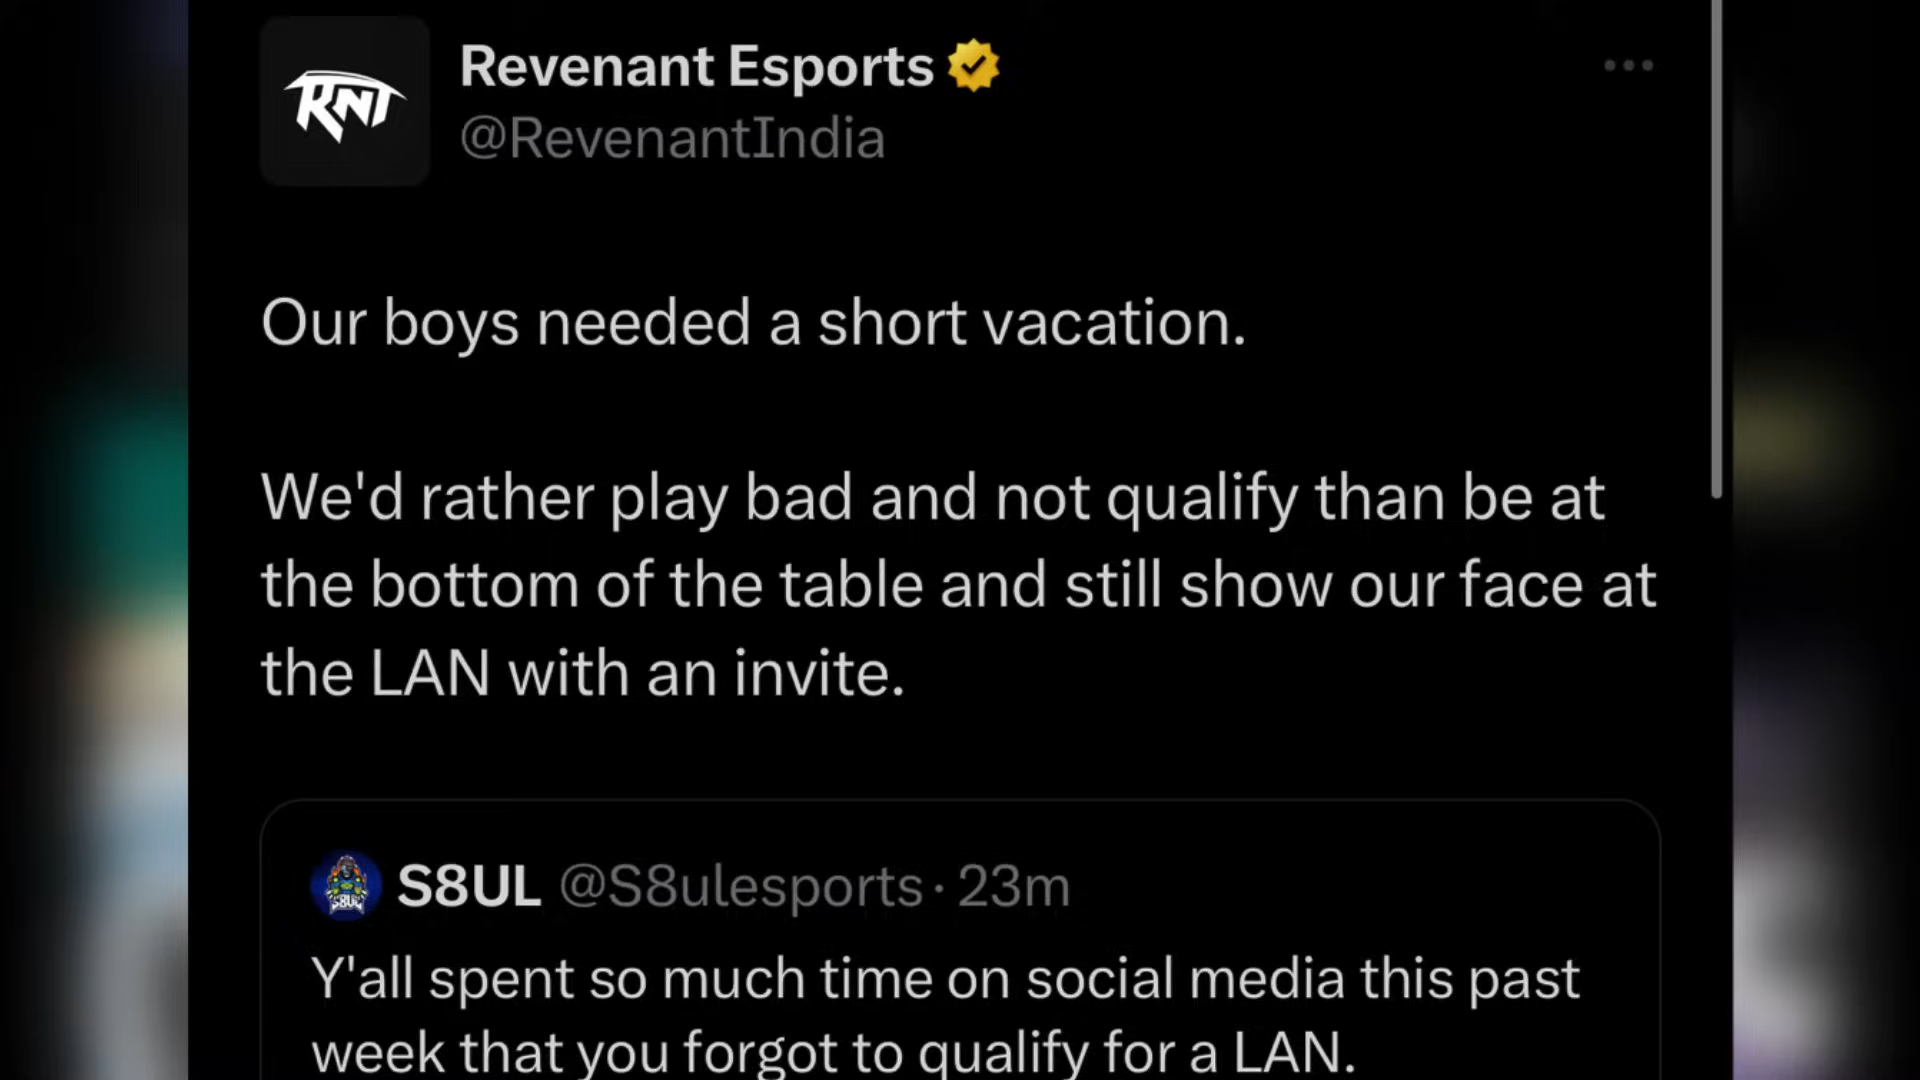 RNT
Revenant Esports
@RevenantIndia
Our boys needed a short vacation.
We'd rather play bad and not qualify than be at
the bottom of the table and still show our face at
the LAN with an invite.
S8UL
S8UL @S8ulesports · 23m
Y'all spent so much time on social media this past
week that you forgot to qualify for a LAN.